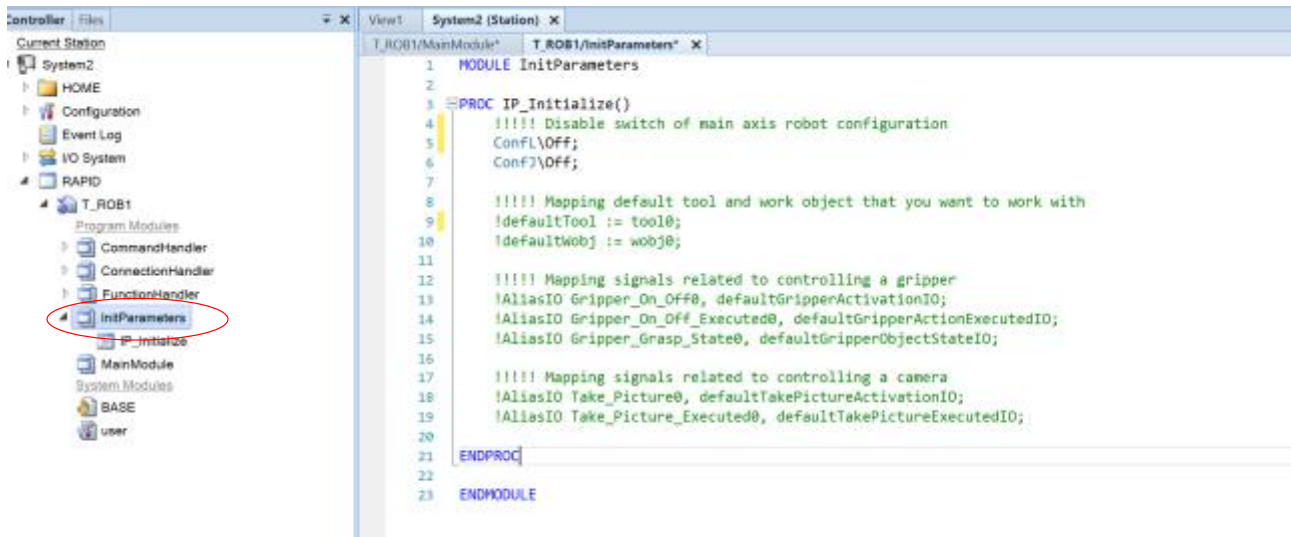 Controller Files
View1 System2 (Station)
Current Station
T_ROB1/MainModule* T_ROB1/InitParameters*
System2
HOME
Configuration
Event Log
I/O System
RAPID
T_ROB1
Program Modules
CommandHandler
ConnectionHandler
FunctionHandler
InitParameters
IP_Initialize
MainModule
System Modules
BASE
user
1 MODULE InitParameters
2
3 PROC IP_Initialize()
4 !!!!! Disable switch of main axis robot configuration
5 ConfL\Off;
6 ConfJ\Off;
7
8 !!!!! Mapping default tool and work object that you want to work with
9 !defaultTool := tool0;
10 !defaultWobj := wobj0;
11
12 !!!!! Mapping signals related to controlling a gripper
13 !AliasIO Gripper_On_Off0, defaultGripperActivationIO;
14 !AliasIO Gripper_On_Off_Executed0, defaultGripperActionExecutedIO;
15 !AliasIO Gripper_Grasp_State0, defaultGripperObjectStateIO;
16
17 !!!!! Mapping signals related to controlling a camera
18 !AliasIO Take_Picture0, defaultTakePictureActivationIO;
19 !AliasIO Take_Picture_Executed0, defaultTakePictureExecutedIO;
20
21 ENDPROC
22
23 ENDMODULE